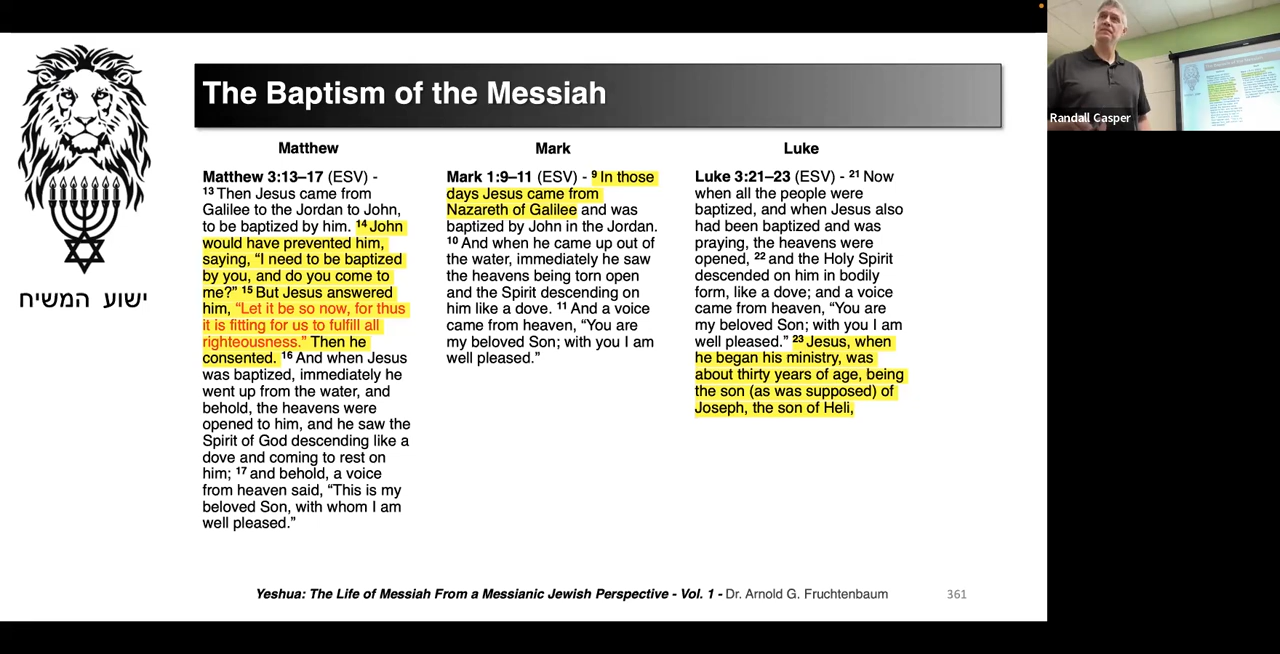 The Baptism of the Messiah
Matthew
Matthew 3:13–17 (ESV) -
13 Then Jesus came from
Galilee to the Jordan to John,
to be baptized by him. 14 John
would have prevented him,
saying, “I need to be baptized
by you, and do you come to
me?” 15 But Jesus answered
him, “Let it be so now, for thus
it is fitting for us to fulfill all
righteousness.” Then he
consented. 16 And when Jesus
was baptized, immediately he
went up from the water, and
behold, the heavens were
opened to him, and he saw the
Spirit of God descending like a
dove and coming to rest on
him; 17 and behold, a voice
from heaven said, “This is my
beloved Son, with whom I am
well pleased.”
Mark
Mark 1:9–11 (ESV) - 9 In those
days Jesus came from
Nazareth of Galilee and was
baptized by John in the Jordan.
10 And when he came up out of
the water, immediately he saw
the heavens being torn open
and the Spirit descending on
him like a dove. 11 And a voice
came from heaven, “You are
my beloved Son; with you I am
well pleased.”
Luke
Luke 3:21–23 (ESV) - 21 Now
when all the people were
baptized, and when Jesus also
had been baptized and was
praying, the heavens were
opened, 22 and the Holy Spirit
descended on him in bodily
form, like a dove; and a voice
came from heaven, “You are
my beloved Son; with you I am
well pleased.” 23 Jesus, when
he began his ministry, was
about thirty years of age, being
the son (as was supposed) of
Joseph, the son of Heli,
ישוע המשיח
Yeshua: The Life of Messiah From a Messianic Jewish Perspective - Vol. 1 - Dr. Arnold G. Fruchtenbaum
361
Randall Casper